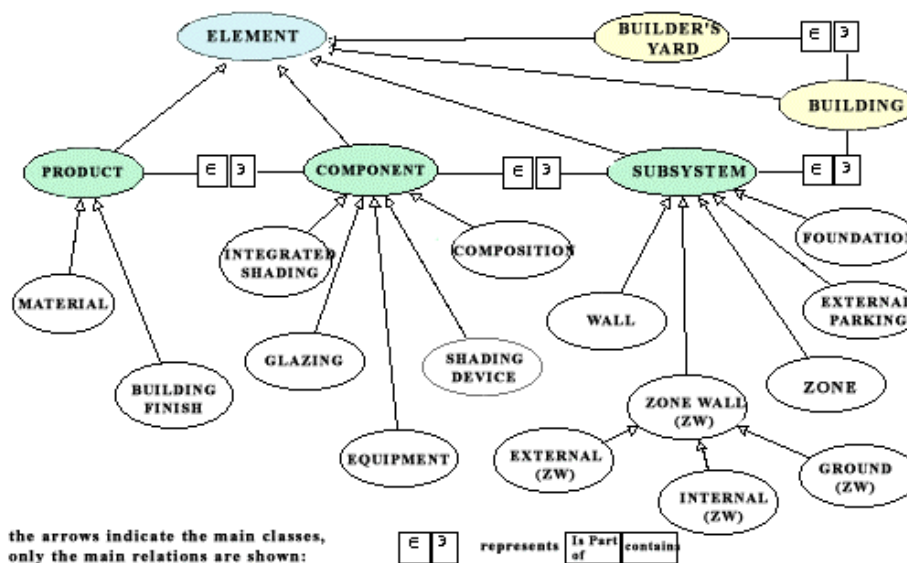 ELEMENT
BUILDER'S
YARD
∈ ∋
BUILDING
PRODUCT
∈ ∋
COMPONENT
∈ ∋
SUBSYSTEM
∈ ∋
INTEGRATED
SHADING
COMPOSITION
FOUNDATION
MATERIAL
WALL
EXTERNAL
PARKING
GLAZING
SHADING
DEVICE
BUILDING
FINISH
ZONE WALL
(ZW)
ZONE
EQUIPMENT
EXTERNAL
(ZW)
INTERNAL
(ZW)
GROUND
(ZW)
the arrows indicate the main classes,
only the main relations are shown:
∈ ∋ represents Is Part of contains